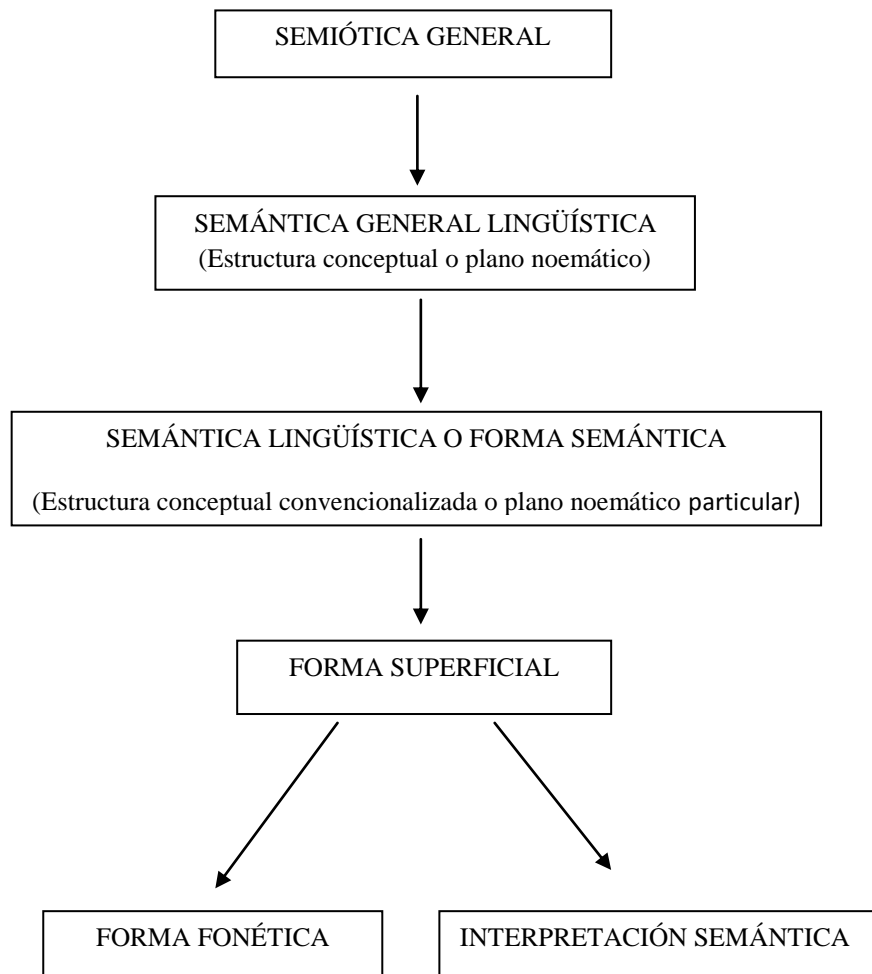 SEMIÓTICA GENERAL
SEMÁNTICA GENERAL LINGÜÍSTICA
(Estructura conceptual o plano noemático)
SEMÁNTICA LINGÜÍSTICA O FORMA SEMÁNTICA
(Estructura conceptual convencionalizada o plano noemático particular)
FORMA SUPERFICIAL
FORMA FONÉTICA
INTERPRETACIÓN SEMÁNTICA